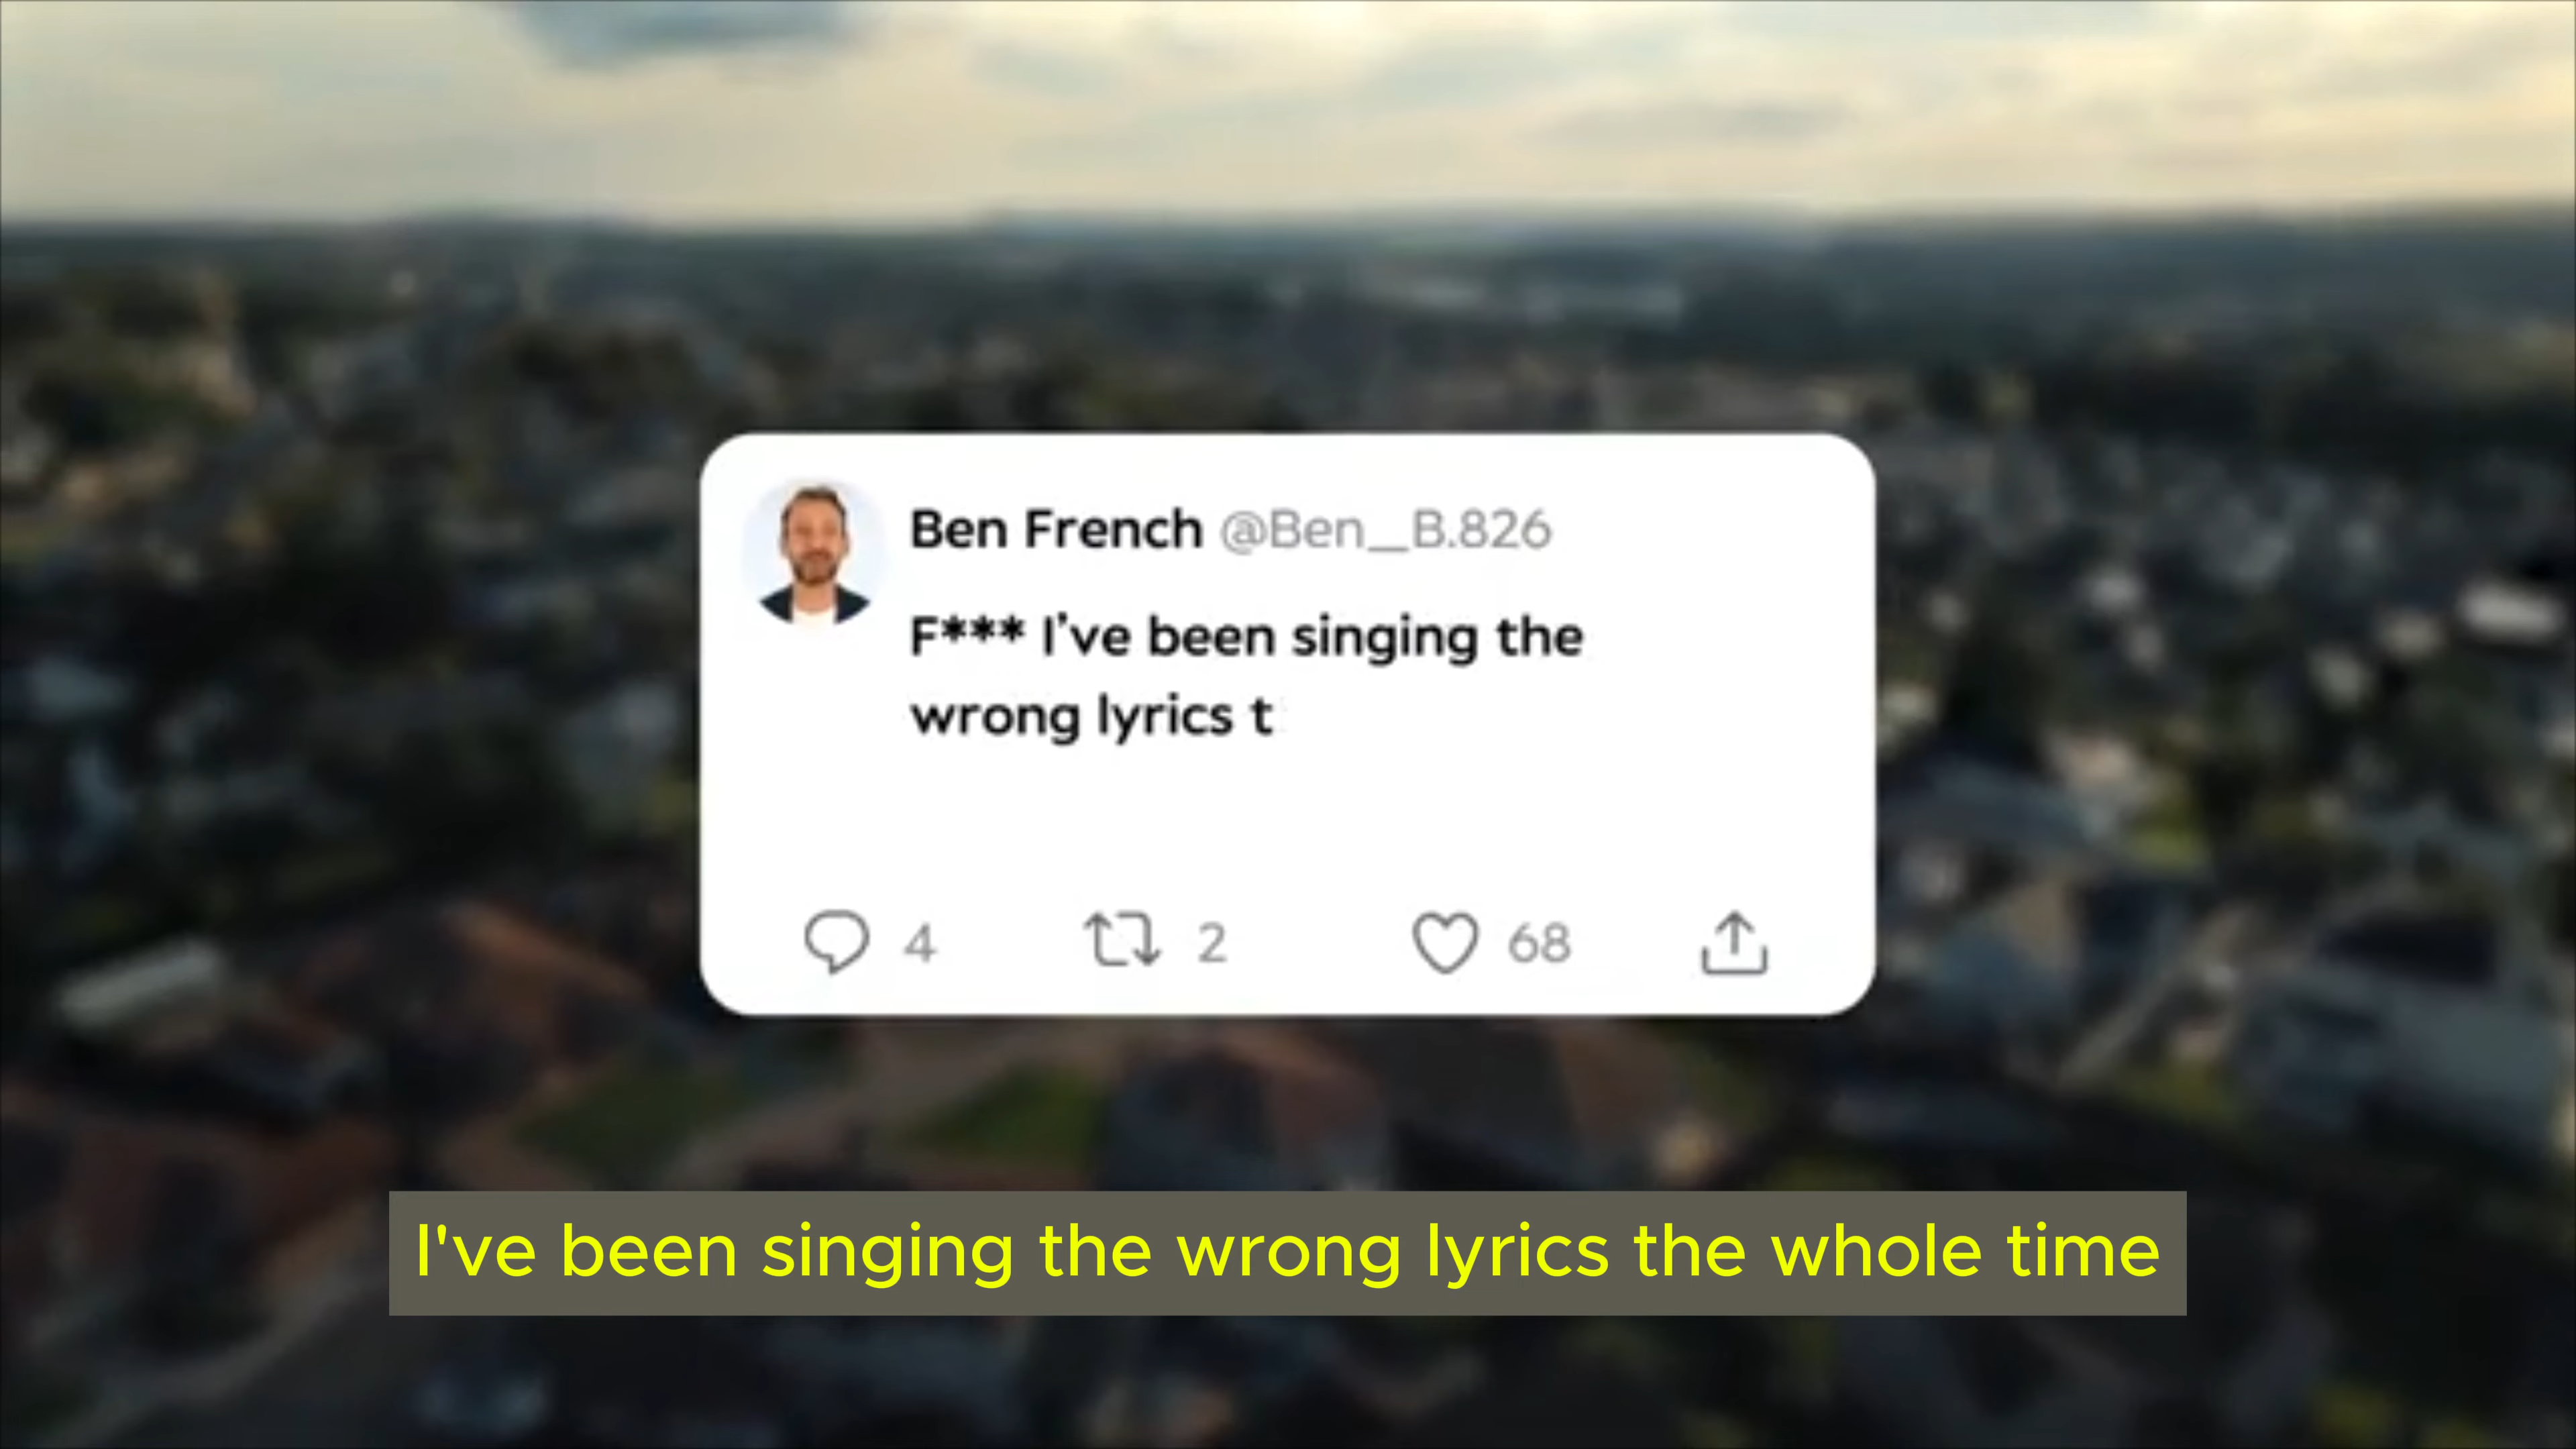 Ben French @Ben__B.826
F*** I've been singing the
wrong lyrics t
4 2 68
I've been singing the wrong lyrics the whole time